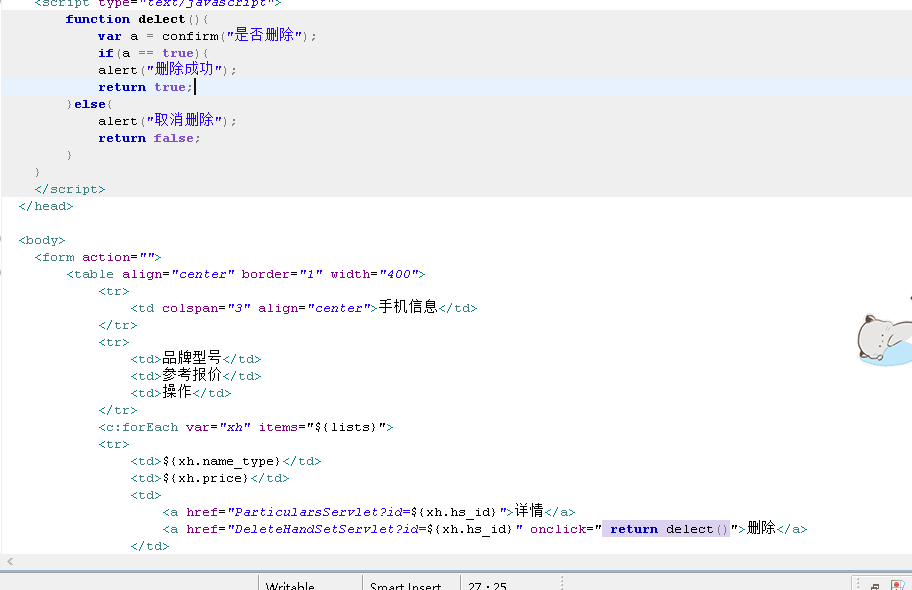 <script type="text/javascript">
function delect(){
var a = confirm("是否删除");
if(a == true){
alert("删除成功");
return true;
}else{
alert("取消删除");
return false;
}
}
</script>
</head>
<body>
<form action="">
<table align="center" border="1" width="400">
<tr>
<td colspan="3" align="center">手机信息</td>
</tr>
<tr>
<td>品牌型号</td>
<td>参考报价</td>
<td>操作</td>
</tr>
<c:forEach var="xh" items="${lists}">
<tr>
<td>${xh.name_type}</td>
<td>${xh.price}</td>
<td>
<a href="ParticularsServlet?id=${xh.hs_id}">详情</a>
<a href="DeleteHandSetServlet?id=${xh.hs_id}" onclick=" return delect()">删除</a>
</td>
Writable
Smart Insert
27 : 25